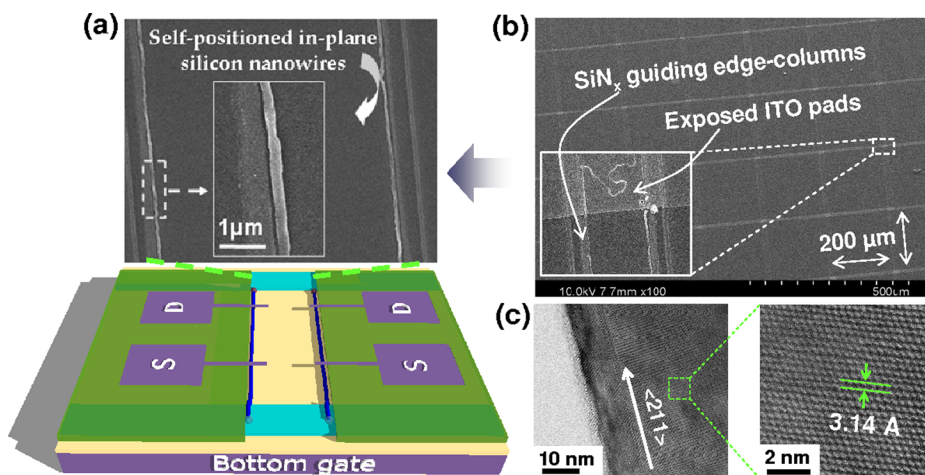 (a)
Self-positioned in-plane
silicon nanowires
1μm
D
D
S
S
Bottom gate
(b)
SiNx guiding edge-columns
Exposed ITO pads
200 μm
10.0kV 7.7mm x100
500um
(c)
<211>
10 nm
3.14 A
2 nm